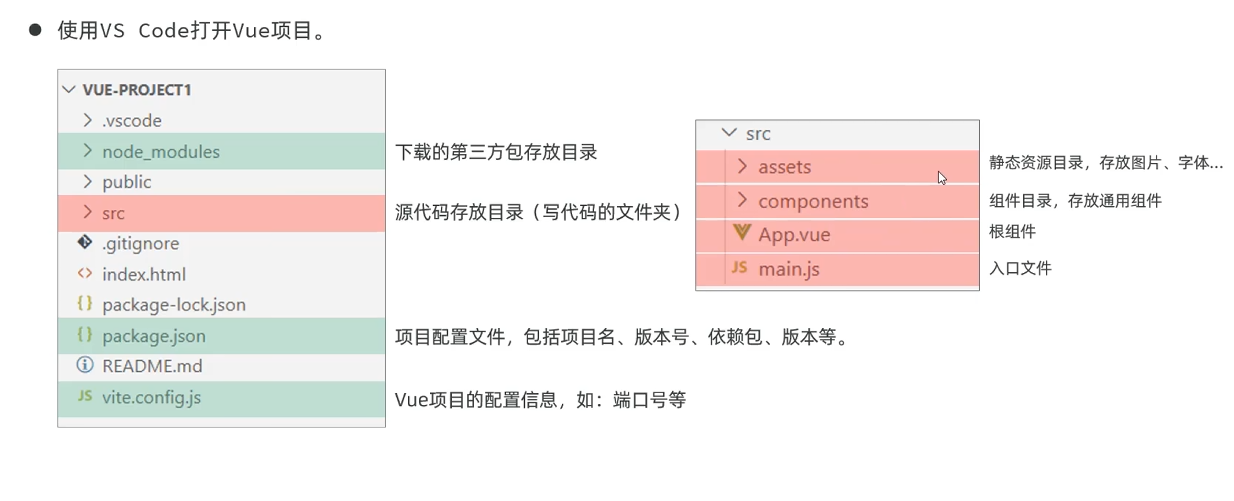 使用VS Code打开Vue项目。
VUE-PROJECT1
.vscode
node_modules
下载的第三方包存放目录
public
src
源代码存放目录（写代码的文件夹）
.gitignore
index.html
package-lock.json
package.json
项目配置文件，包括项目名、版本号、依赖包、版本等。
README.md
JS vite.config.js
Vue项目的配置信息，如：端口号等
src
assets
静态资源目录，存放图片、字体...
components
组件目录，存放通用组件
App.vue
根组件
JS main.js
入口文件